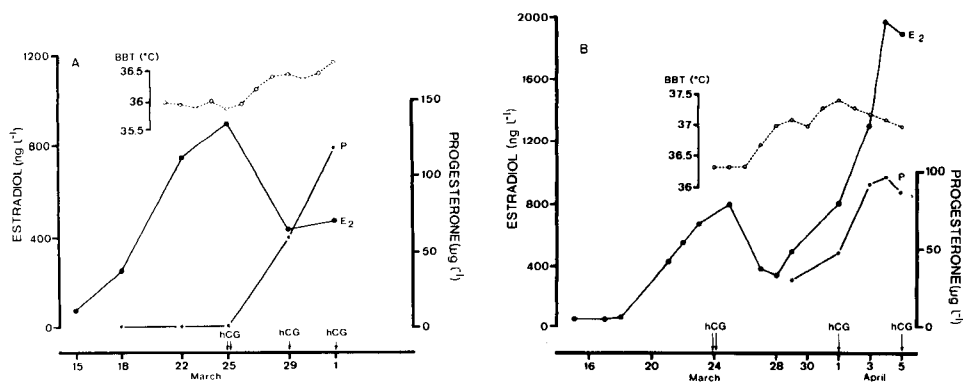 A
BBT (°C)
36.5
36
35.5
1200
800
400
0
ESTRADIOL (ng l⁻¹)
150
100
50
0
PROGESTERONE (µg l⁻¹)
P
E₂
hCG hCG hCG
15 18 22 25 29 1
March
B
BBT (°C)
37.5
37
36.5
36
2000
1600
1200
800
400
0
ESTRADIOL (ng l⁻¹)
100
50
0
PROGESTERONE (µg l⁻¹)
E₂
P
hCG hCG hCG
16 20 24 28 1 3 5
March April